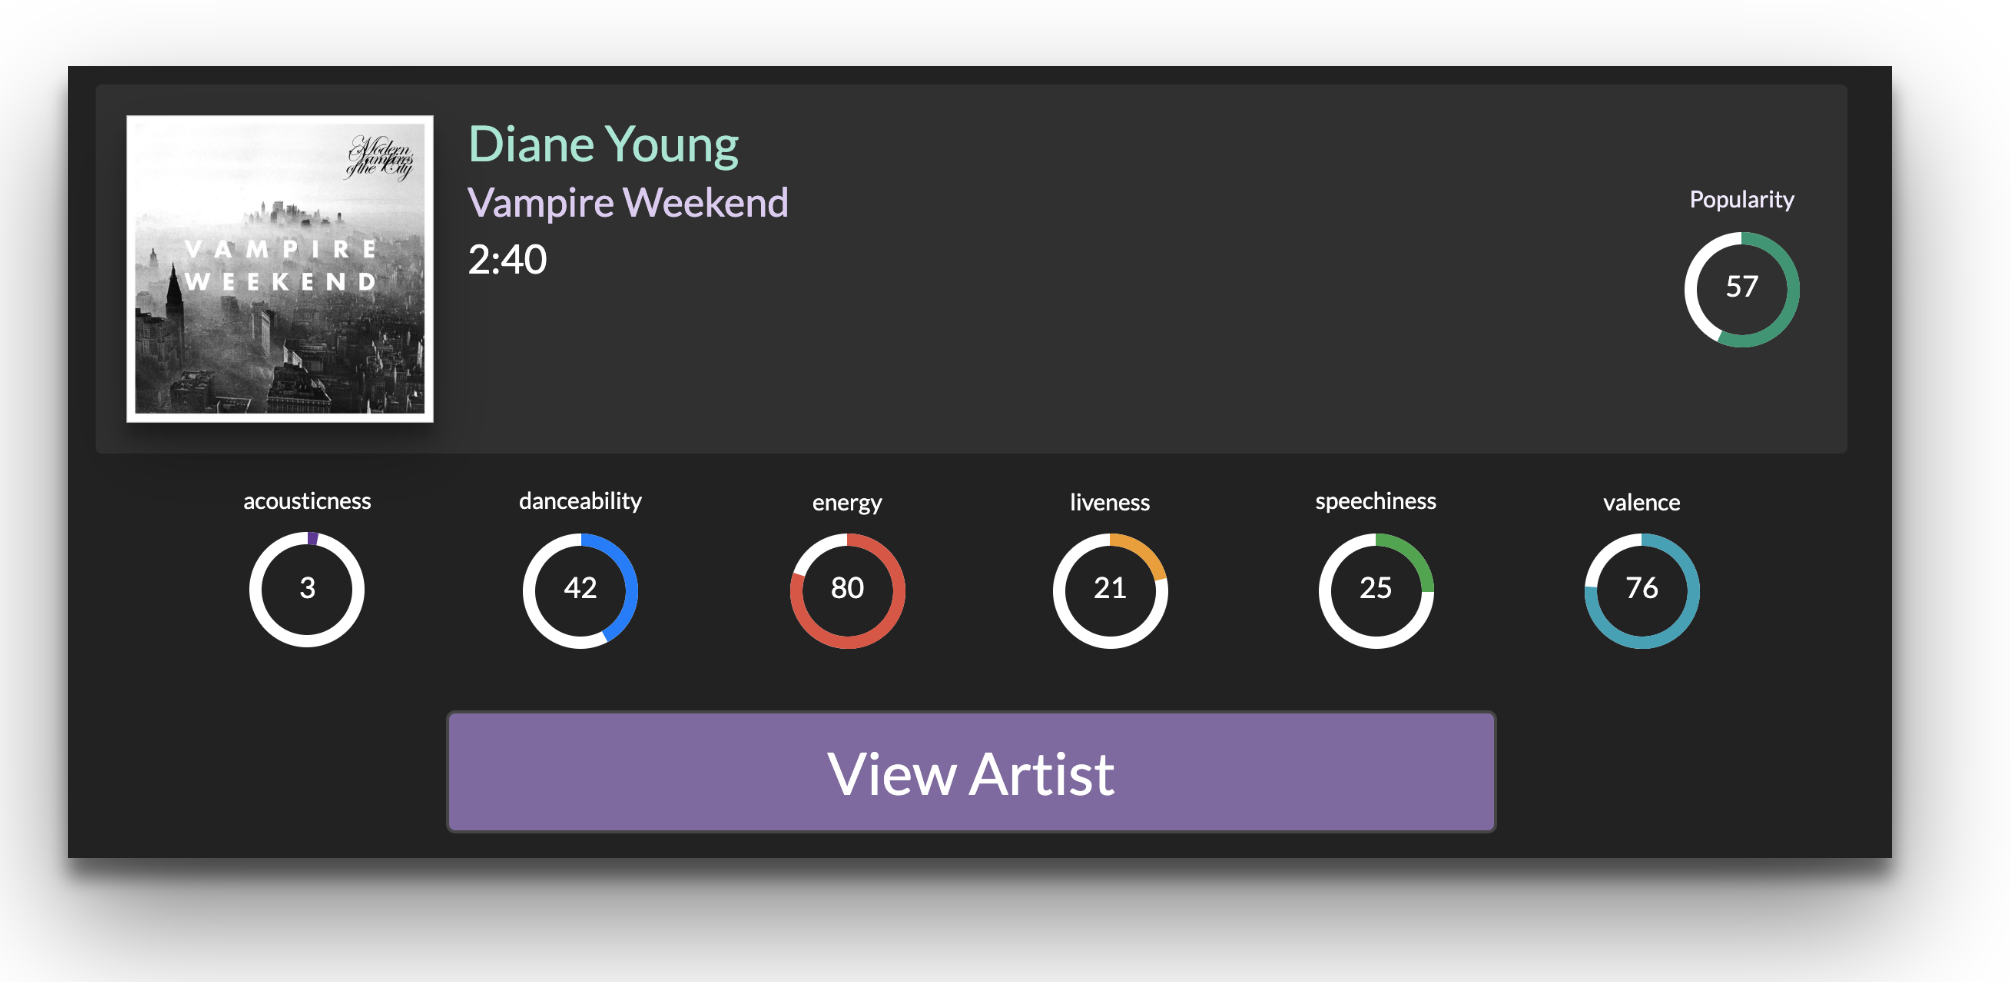 Modern
Vampires
of the City
VAMPIRE
WEEKEND
Diane Young
Vampire Weekend
2:40
Popularity
57
acousticness
danceability
energy
liveness
speechiness
valence
3
42
80
21
25
76
View Artist